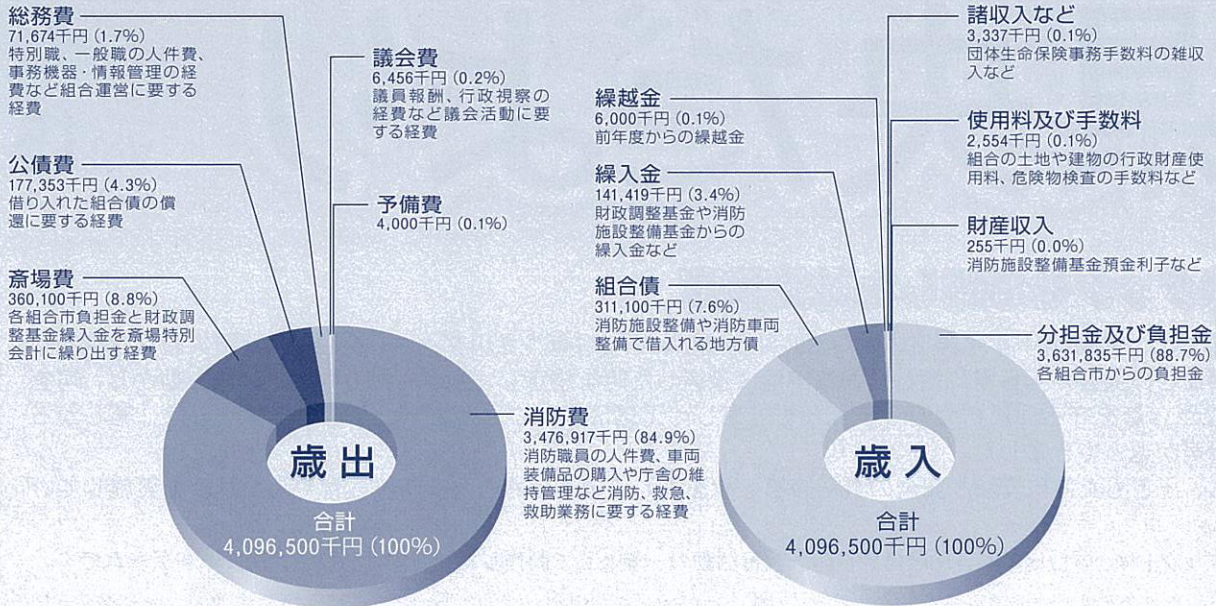 総務費
71,674千円(1.7%)
特別職、一般職の人件費、
事務機器・情報管理の経
費など組合運営に要する
経費
議会費
6,456千円(0.2%)
議員報酬、行政視察の
経費など議会活動に要
する経費
公債費
177,353千円(4.3%)
借り入れた組合債の償
還に要する経費
予備費
4,000千円(0.1%)
斎場費
360,100千円(8.8%)
各組合市負担金と財政調
整基金繰入金を斎場特別
会計に繰り出す経費
消防費
3,476,917千円(84.9%)
消防職員の人件費、車両
装備品の購入や庁舎の維
持管理など消防、救急、
救助業務に要する経費
歳出
合計
4,096,500千円(100%)
諸収入など
3,337千円(0.1%)
団体生命保険事務手数料の雑収
入など
繰越金
6,000千円(0.1%)
前年度からの繰越金
使用料及び手数料
2,554千円(0.1%)
組合の土地や建物の行政財産使
用料、危険物検査の手数料など
繰入金
141,419千円(3.4%)
財政調整基金や消防
施設整備基金からの
繰入金など
財産収入
255千円(0.0%)
消防施設整備基金預金利子など
組合債
311,100千円(7.6%)
消防施設整備や消防車両
整備で借入れる地方債
分担金及び負担金
3,631,835千円(88.7%)
各組合市からの負担金
歳入
合計
4,096,500千円(100%)